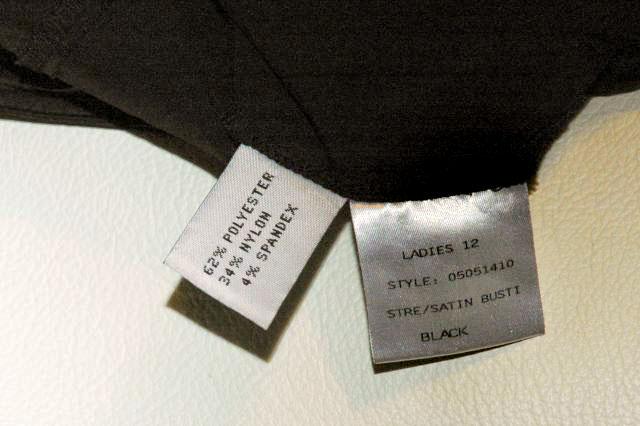 62% POLYESTER
34% NYLON
4% SPANDEX
LADIES 12
STYLE: 05051410
STRE/SATIN BUSTI
BLACK